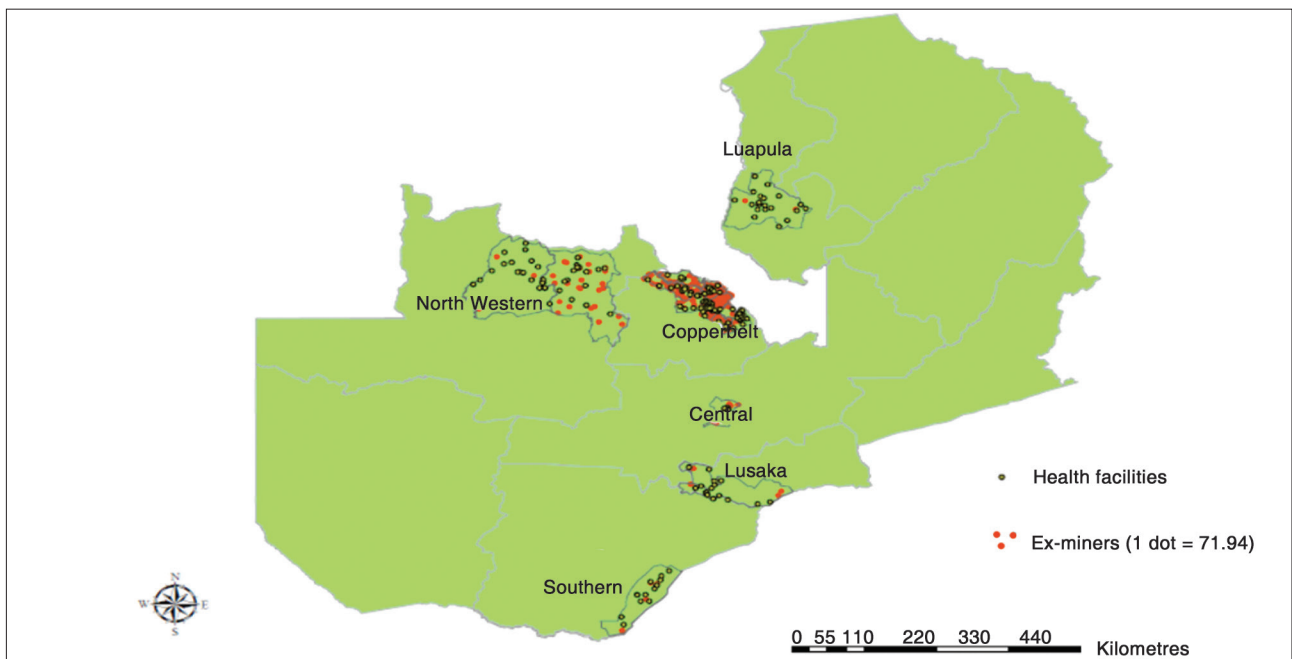 Luapula
North Western
Copperbelt
Central
Lusaka
Health facilities
Ex-miners (1 dot = 71.94)
Southern
N
W E
S
0 55 110 220 330 440
Kilometres